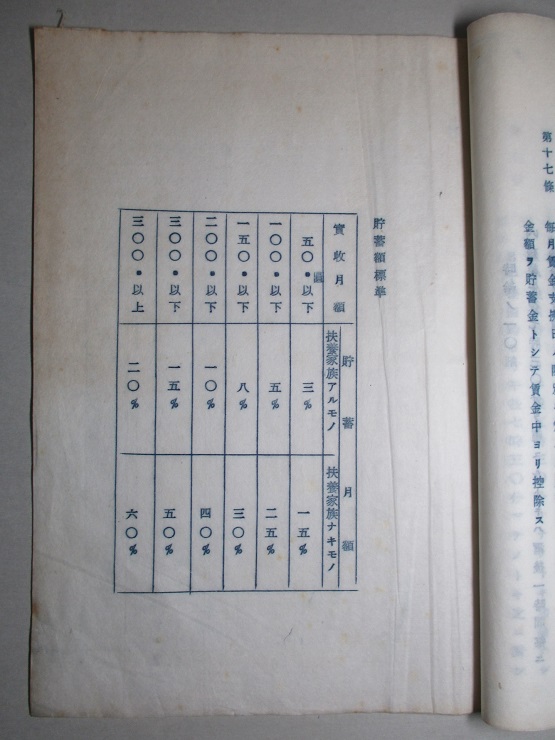 第十七條
金額ヲ貯蓄金トシテ賃金中ヨリ控除ス
貯蓄額標準
實收月額 貯蓄月額
扶養家族アルモノ 扶養家族ナキモノ
五〇・圓以下 三% 一五%
一〇〇・以下 五% 二五%
一五〇・以下 八% 三〇%
二〇〇・以下 一〇% 四〇%
三〇〇・以下 一五% 五〇%
三〇〇・以上 二〇% 六〇%